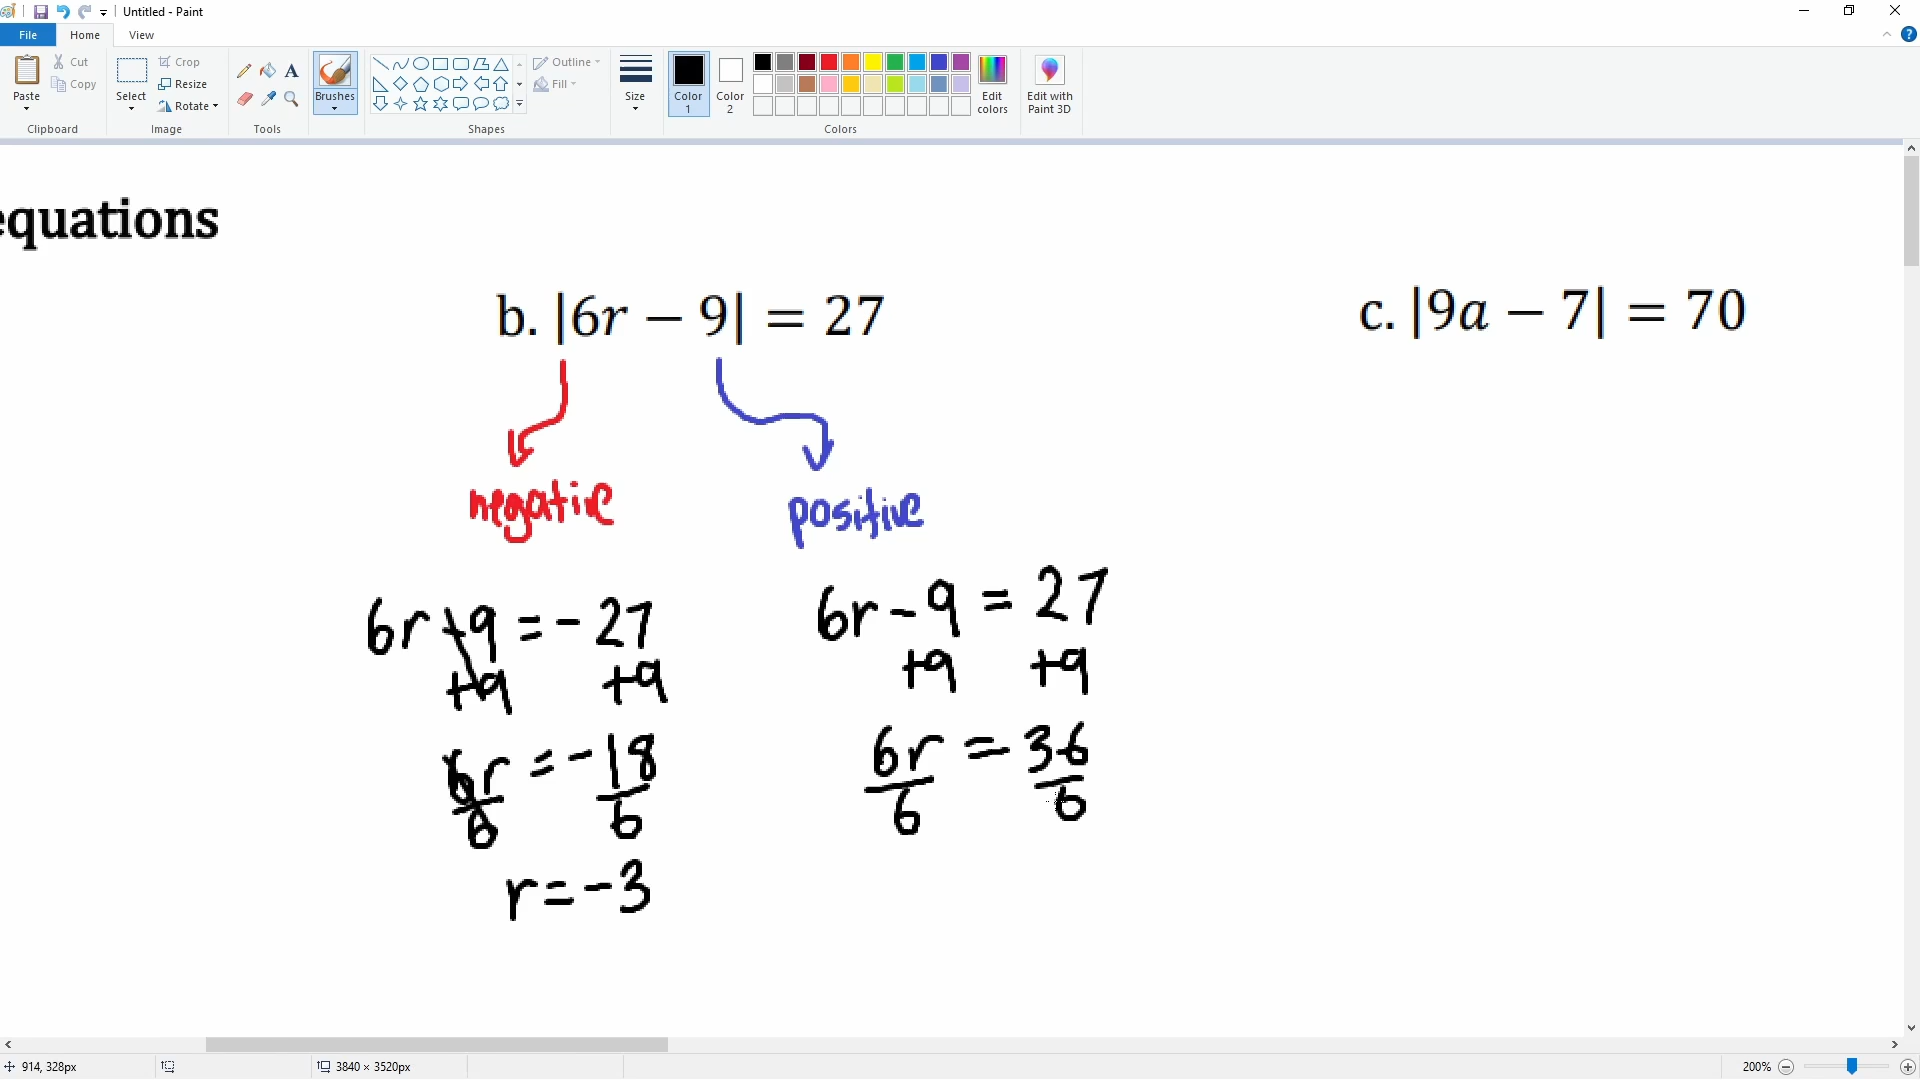 Untitled - Paint
File Home View
Paste
Cut
Copy
Clipboard
Select
Crop
Resize
Rotate
Image
Tools
Brushes
Shapes
Outline
Fill
Size
Color 1
Color 2
Edit colors
Colors
Edit with Paint 3D
equations
b. |6r − 9| = 27
c. |9a − 7| = 70
negative
positive
6r+9 = -27
+9 +9
6r = -18
6 6
r = -3
6r - 9 = 27
+9 +9
6r = 36
6 6
914, 328px
3840 × 3520px
200%